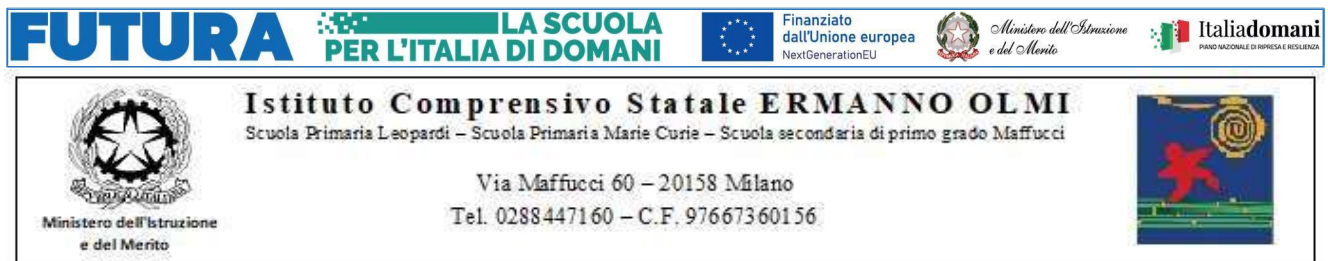 FUTURA
LA SCUOLA
PER L'ITALIA DI DOMANI
Finanziato
dall'Unione europea
NextGenerationEU
Ministero dell'Istruzione
e del Merito
Italiadomani
PIANO NAZIONALE DI RIPRESA E RESILIENZA
Istituto Comprensivo Statale ERMANNO OLMI
Scuola Primaria Leopardi – Scuola Primaria Marie Curie – Scuola secondaria di primo grado Maffucci
Via Maffucci 60 – 20158 Milano
Tel. 0288447160 – C.F. 97667360156
Ministero dell'Istruzione
e del Merito